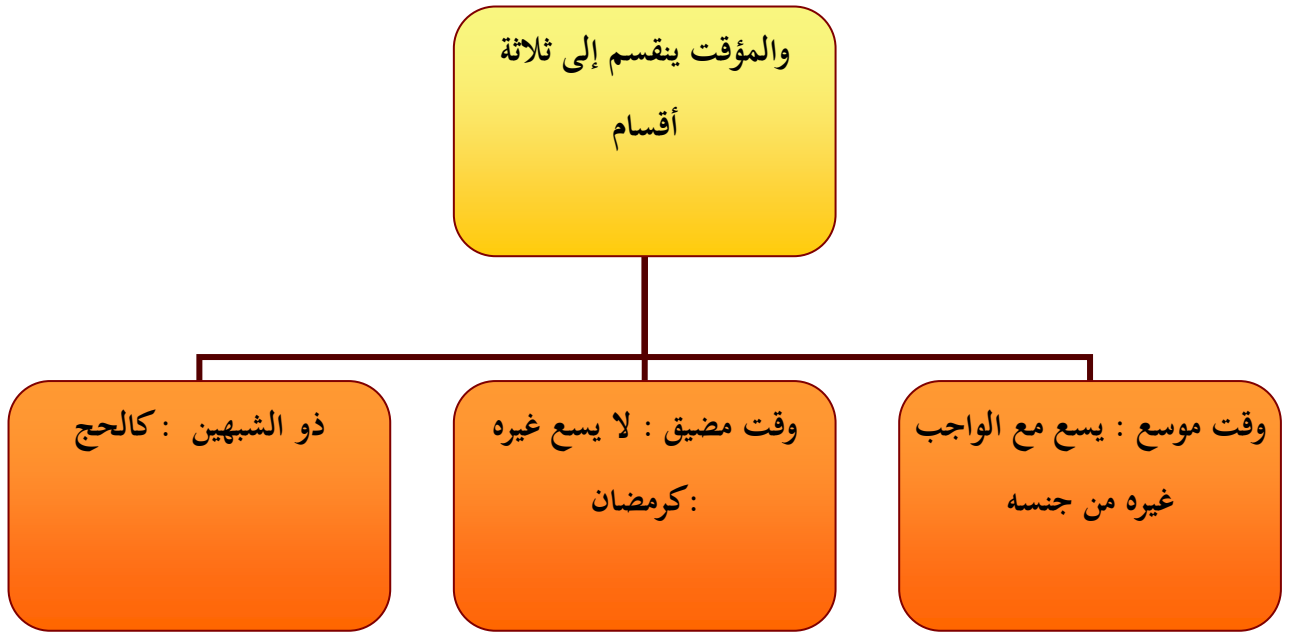 والمؤقت ينقسم إلى ثلاثة
أقسام
وقت موسع : يسع مع الواجب
غيره من جنسه
وقت مضيق : لا يسع غيره
:كرمضان
ذو الشبهين : كالحج